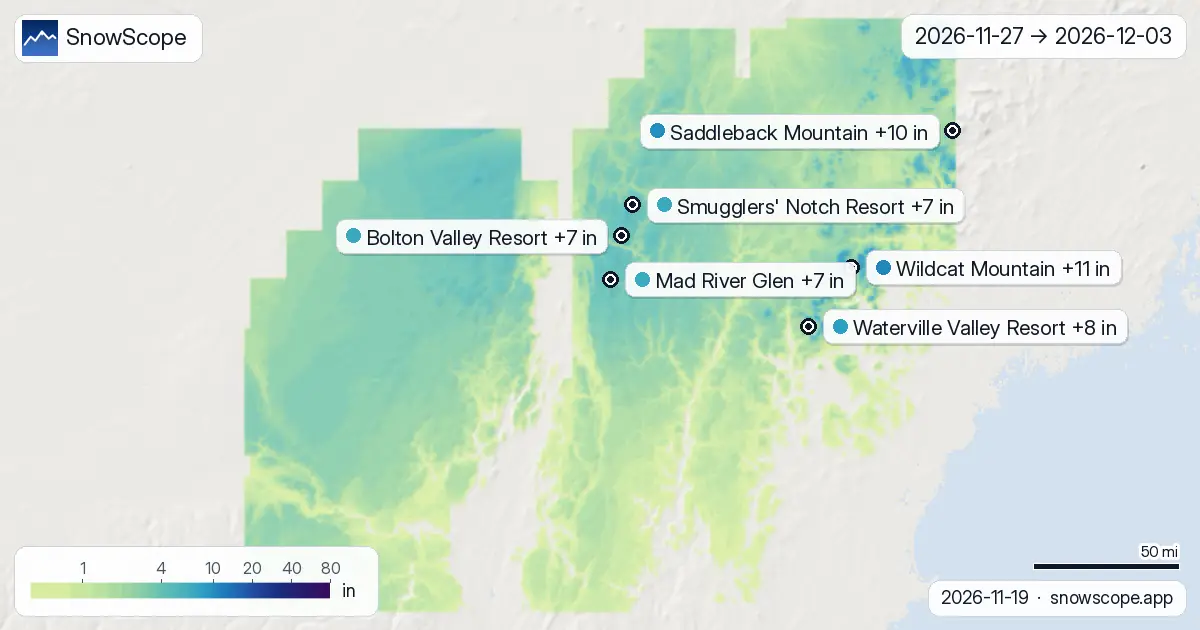 SnowScope
2026-11-27 → 2026-12-03
Saddleback Mountain +10 in
Smugglers' Notch Resort +7 in
Bolton Valley Resort +7 in
Wildcat Mountain +11 in
Mad River Glen +7 in
Waterville Valley Resort +8 in
50 mi
1 4 10 20 40 80
in
2026-11-19 · snowscope.app